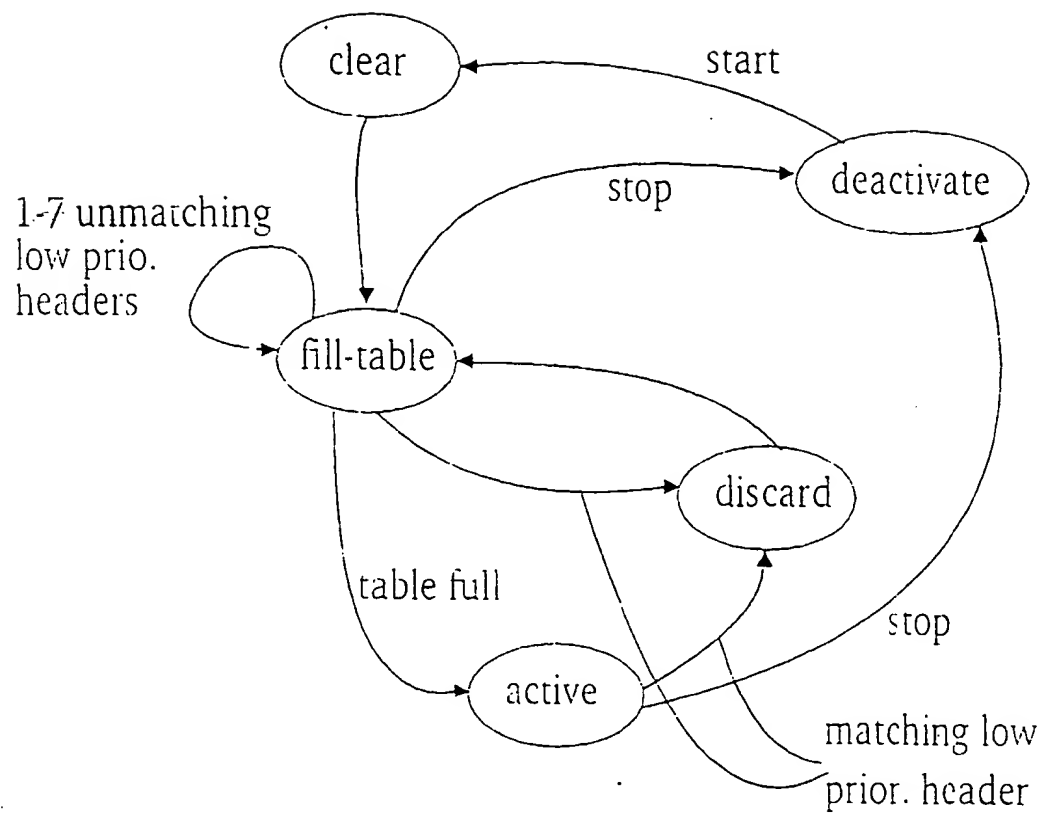 clear
start
deactivate
stop
1-7 unmatching
low prio.
headers
fill-table
discard
table full
stop
active
matching low
prior. header